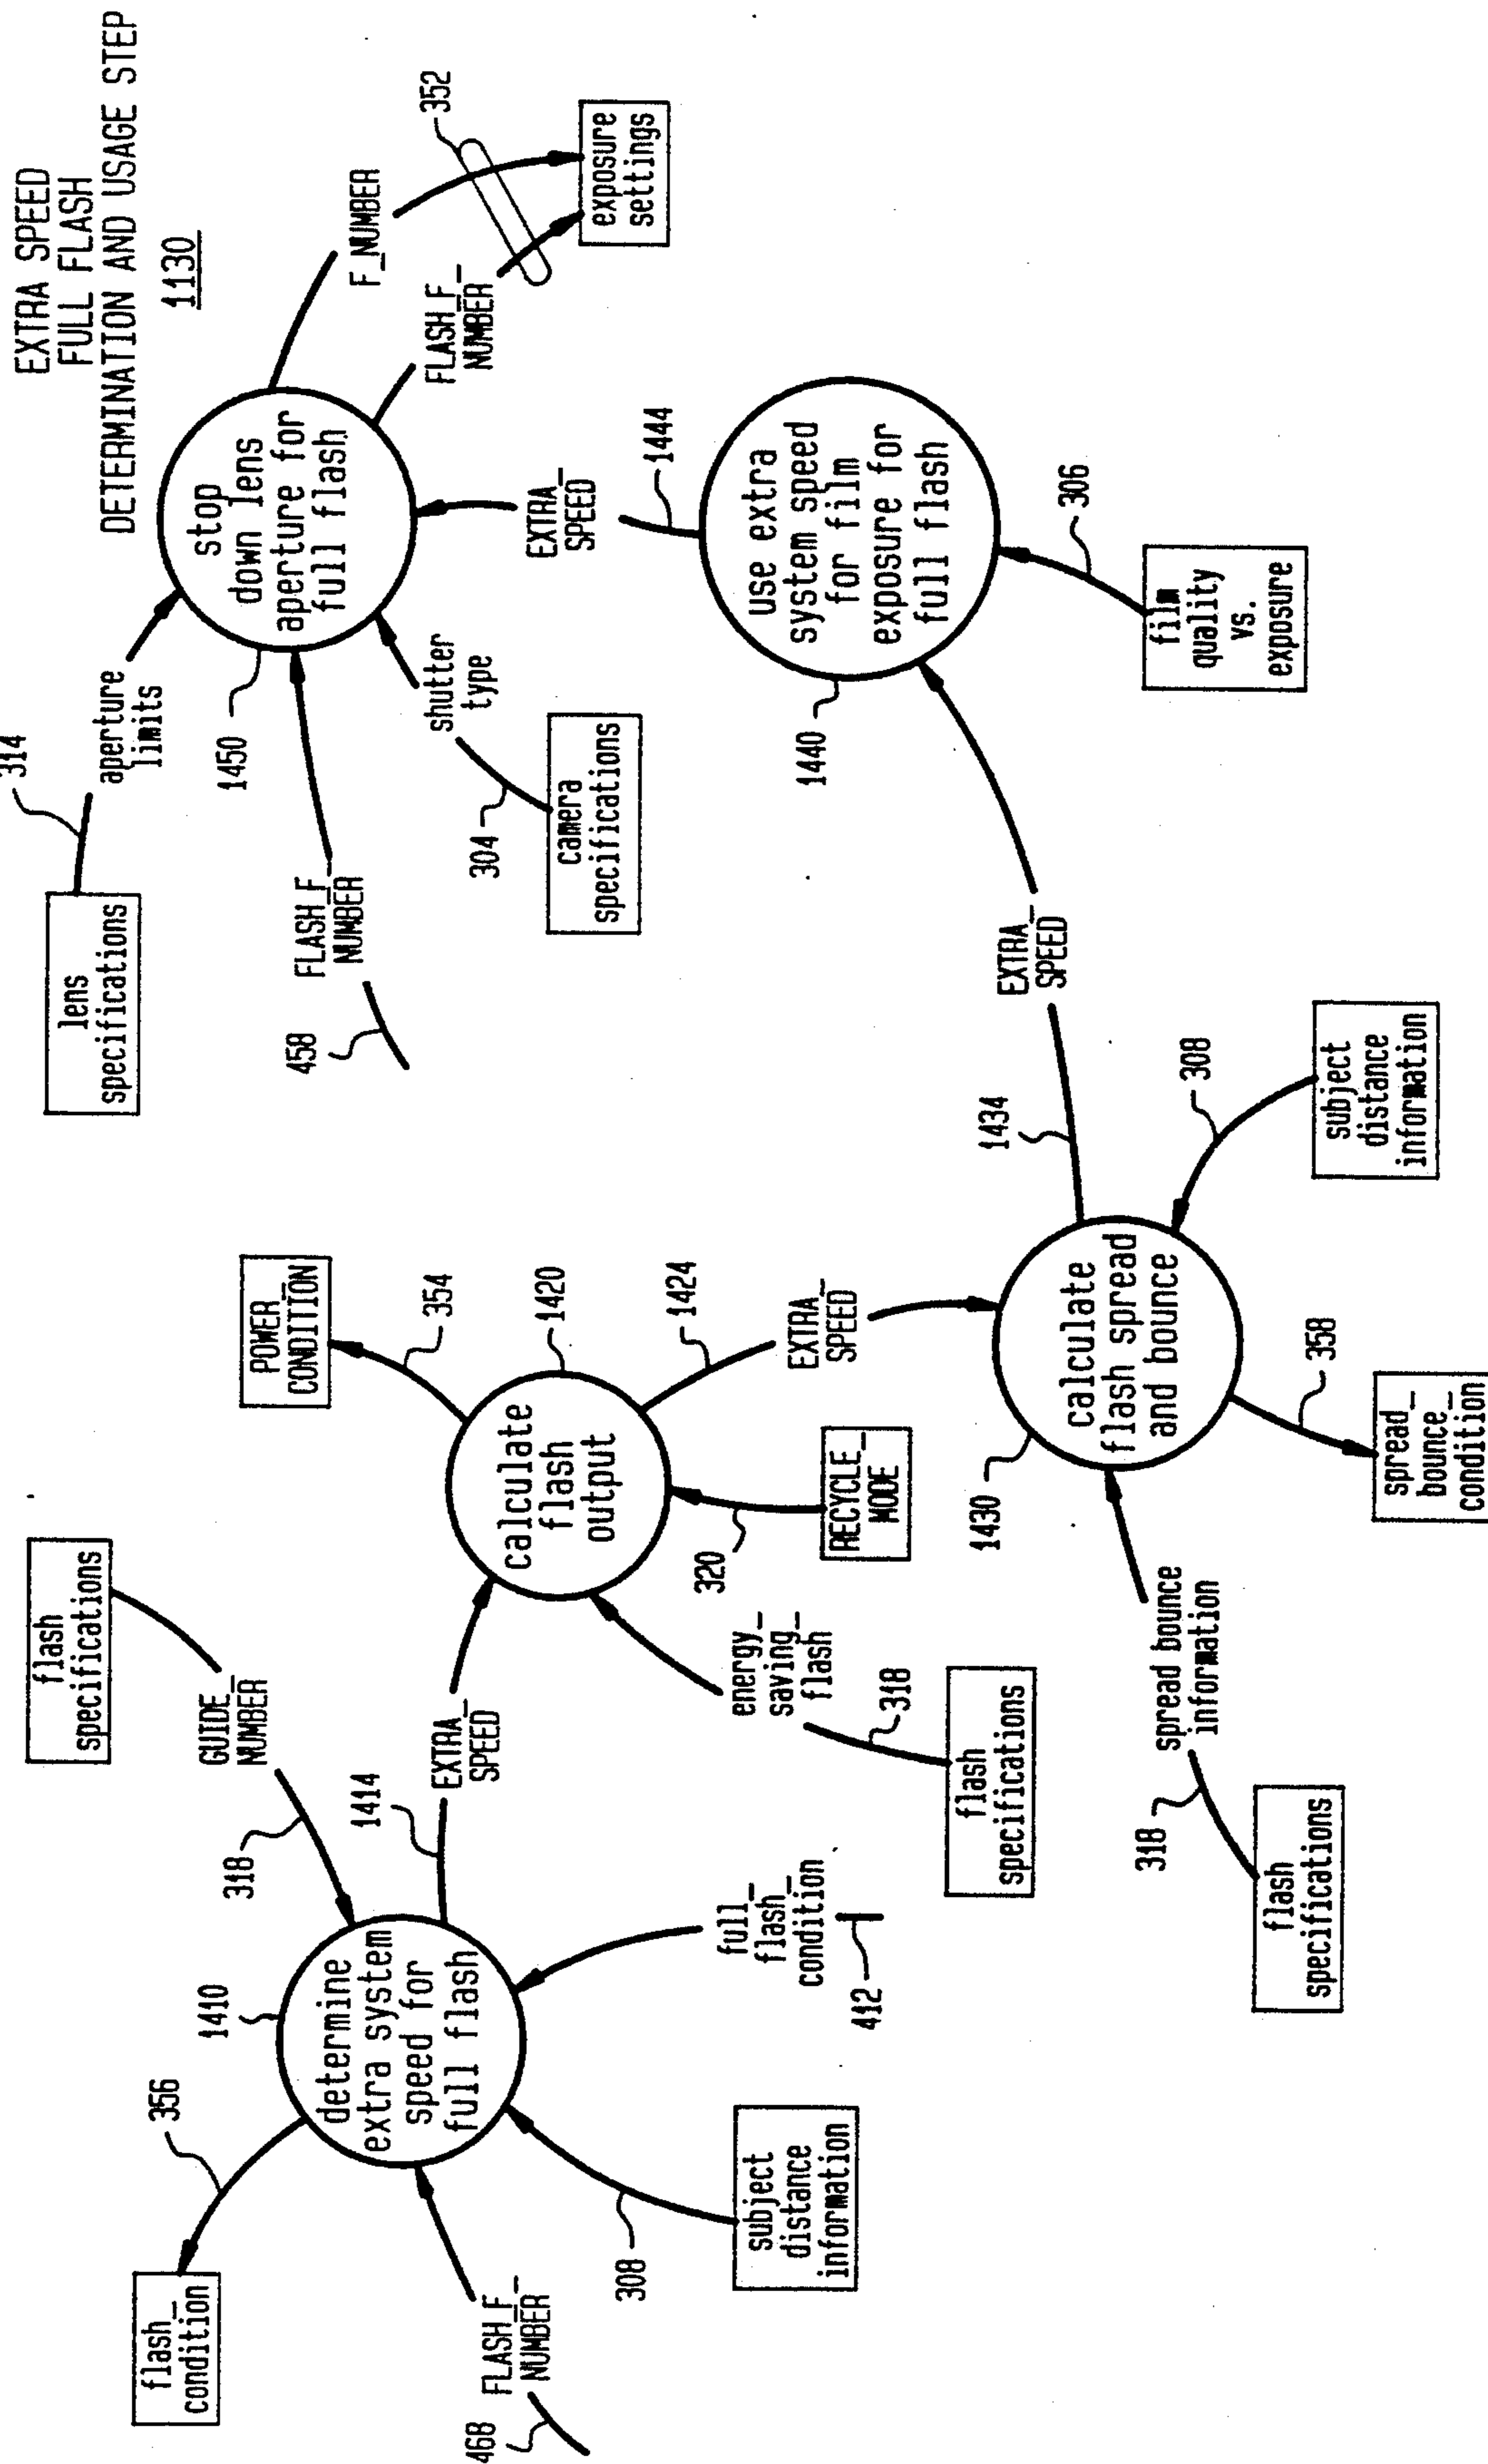 EXTRA SPEED
FULL FLASH
DETERMINATION AND USAGE STEP
1130
flash_
condition
356
1410
determine
extra system
speed for
full flash
FLASH_F_
NUMBER
468
308
subject
distance
information
full_
flash_
condition
412
flash
specifications
GUIDE_
NUMBER
318
1414
EXTRA_
SPEED
POWER_
CONDITION
354
1420
calculate
flash
output
1424
EXTRA_
SPEED
RECYCLE_
MODE
320
energy_
saving_
flash
318
flash
specifications
1430
calculate
flash spread
and bounce
spread bounce
information
318
flash
specifications
358
spread_
bounce_
condition
308
subject
distance
information
1434
EXTRA_
SPEED
1440
use extra
system speed
for film
exposure for
full flash
306
film
quality
vs.
exposure
1444
EXTRA_
SPEED
lens
specifications
314
aperture
limits
1450
stop
down lens
aperture for
full flash
FLASH_F_
NUMBER
458
shutter
type
304
camera
specifications
F_NUMBER
FLASH_F_
NUMBER
352
exposure
settings